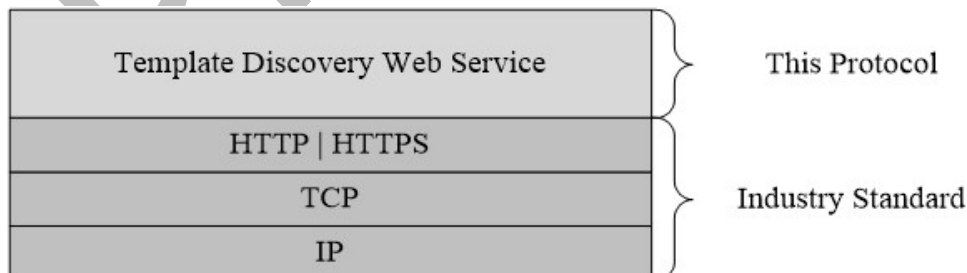 Template Discovery Web Service
This Protocol
HTTP | HTTPS
TCP
Industry Standard
IP